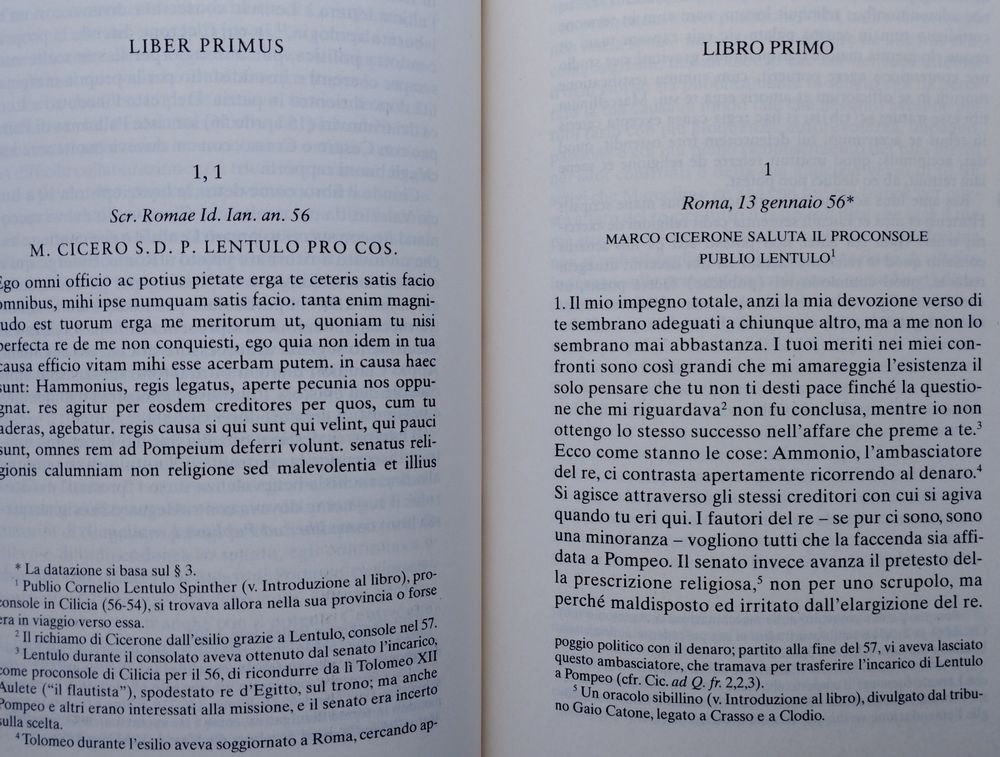 LIBER PRIMUS
1, 1
Scr. Romae Id. Ian. an. 56
M. CICERO S.D. P. LENTULO PRO COS.
Ego omni officio ac potius pietate erga te ceteris satis facio
omnibus, mihi ipse numquam satis facio. tanta enim magni-
tudo est tuorum erga me meritorum ut, quoniam tu nisi
perfecta re de me non conquiesti, ego quia non idem in tua
causa efficio vitam mihi esse acerbam putem. in causa haec
sunt: Hammonius, regis legatus, aperte pecunia nos oppu-
gnat. res agitur per eosdem creditores per quos, cum tu
aderas, agebatur. regis causa si qui sunt qui velint, qui pauci
sunt, omnes rem ad Pompeium deferri volunt. senatus reli-
gionis calumniam non religione sed malevolentia et illius
* La datazione si basa sul § 3.
1 Publio Cornelio Lentulo Spinther (v. Introduzione al libro), pro-
console in Cilicia (56-54), si trovava allora nella sua provincia o forse
era in viaggio verso essa.
2 Il richiamo di Cicerone dall'esilio grazie a Lentulo, console nel 57.
3 Lentulo durante il consolato aveva ottenuto dal senato l'incarico,
come proconsole di Cilicia per il 56, di ricondurre da lì Tolomeo XII
Aulete ("il flautista"), spodestato re d'Egitto, sul trono; ma anche
Pompeo e altri erano interessati alla missione, e il senato era incerto
sulla scelta.
4 Tolomeo durante l'esilio aveva soggiornato a Roma, cercando ap-
LIBRO PRIMO
1
Roma, 13 gennaio 56*
MARCO CICERONE SALUTA IL PROCONSOLE
PUBLIO LENTULO1
1. Il mio impegno totale, anzi la mia devozione verso di
te sembrano adeguati a chiunque altro, ma a me non lo
sembrano mai abbastanza. I tuoi meriti nei miei con-
fronti sono così grandi che mi amareggia l'esistenza il
solo pensare che tu non ti desti pace finché la questio-
ne che mi riguardava2 non fu conclusa, mentre io non
ottengo lo stesso successo nell'affare che preme a te.3
Ecco come stanno le cose: Ammonio, l'ambasciatore
del re, ci contrasta apertamente ricorrendo al denaro.4
Si agisce attraverso gli stessi creditori con cui si agiva
quando tu eri qui. I fautori del re – se pur ci sono, sono
una minoranza – vogliono tutti che la faccenda sia affi-
data a Pompeo. Il senato invece avanza il pretesto del-
la prescrizione religiosa,5 non per uno scrupolo, ma
perché maldisposto ed irritato dall'elargizione del re.
poggio politico con il denaro; partito alla fine del 57, vi aveva lasciato
questo ambasciatore, che tramava per trasferire l'incarico di Lentulo
a Pompeo (cfr. Cic. ad Q. fr. 2,2,3).
5 Un oracolo sibillino (v. Introduzione al libro), divulgato dal tribu-
no Gaio Catone, legato a Crasso e a Clodio.